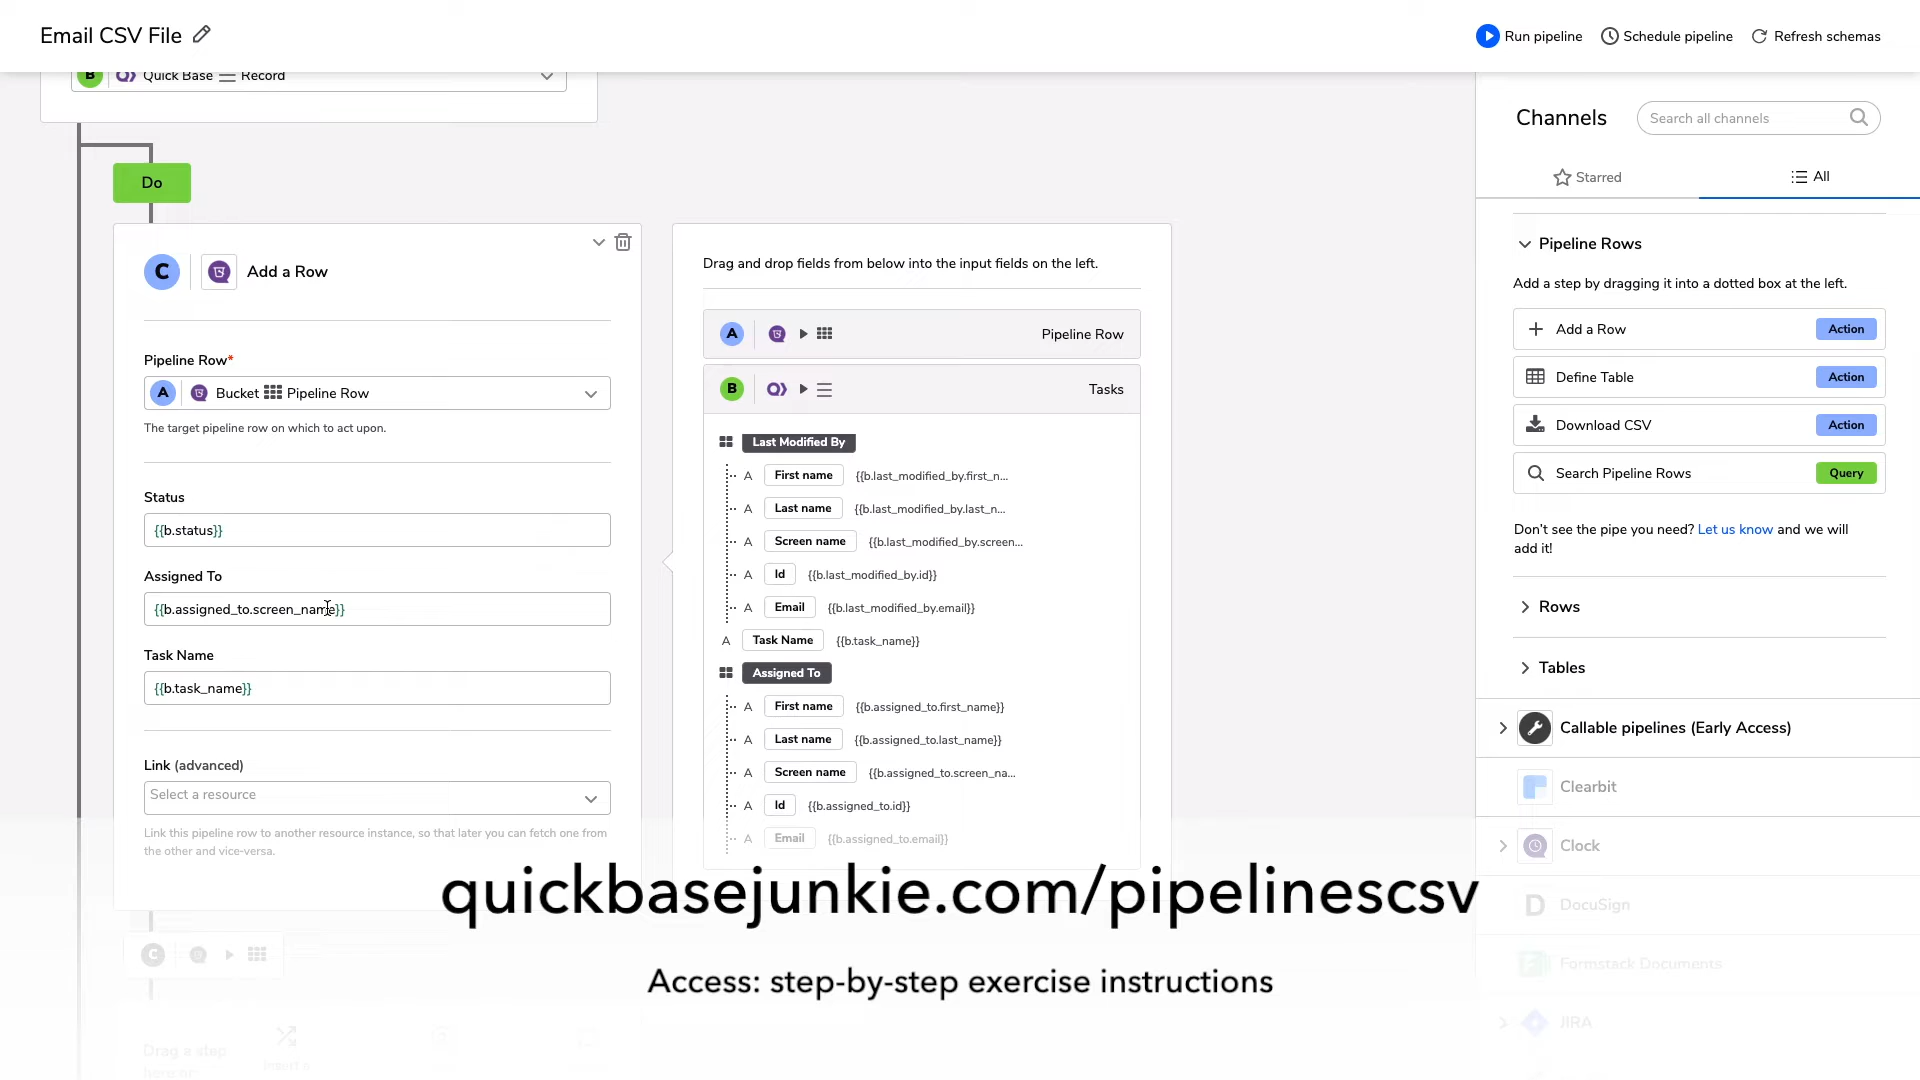 Email CSV File
Run pipeline
Schedule pipeline
Refresh schemas
B
Quick Base
Record
Do
C
Add a Row
Pipeline Row*
A
Bucket
Pipeline Row
The target pipeline row on which to act upon.
Status
{{b.status}}
Assigned To
{{b.assigned_to.screen_name}}
Task Name
{{b.task_name}}
Link (advanced)
Select a resource
Link this pipeline row to another resource instance, so that later you can fetch one from
the other and vice-versa.
C
Drag a step
here or
Drag and drop fields from below into the input fields on the left.
A
Pipeline Row
B
Tasks
Last Modified By
A First name {{b.last_modified_by.first_n...
A Last name {{b.last_modified_by.last_n...
A Screen name {{b.last_modified_by.screen...
A Id {{b.last_modified_by.id}}
A Email {{b.last_modified_by.email}}
A Task Name {{b.task_name}}
Assigned To
A First name {{b.assigned_to.first_name}}
A Last name {{b.assigned_to.last_name}}
A Screen name {{b.assigned_to.screen_na...
A Id {{b.assigned_to.id}}
A Email {{b.assigned_to.email}}
Channels
Search all channels
Starred
All
Pipeline Rows
Add a step by dragging it into a dotted box at the left.
Add a Row Action
Define Table Action
Download CSV Action
Search Pipeline Rows Query
Don't see the pipe you need? Let us know and we will
add it!
Rows
Tables
Callable pipelines (Early Access)
Clearbit
Clock
DocuSign
Formstack Documents
JIRA
quickbasejunkie.com/pipelinescsv
Access: step-by-step exercise instructions